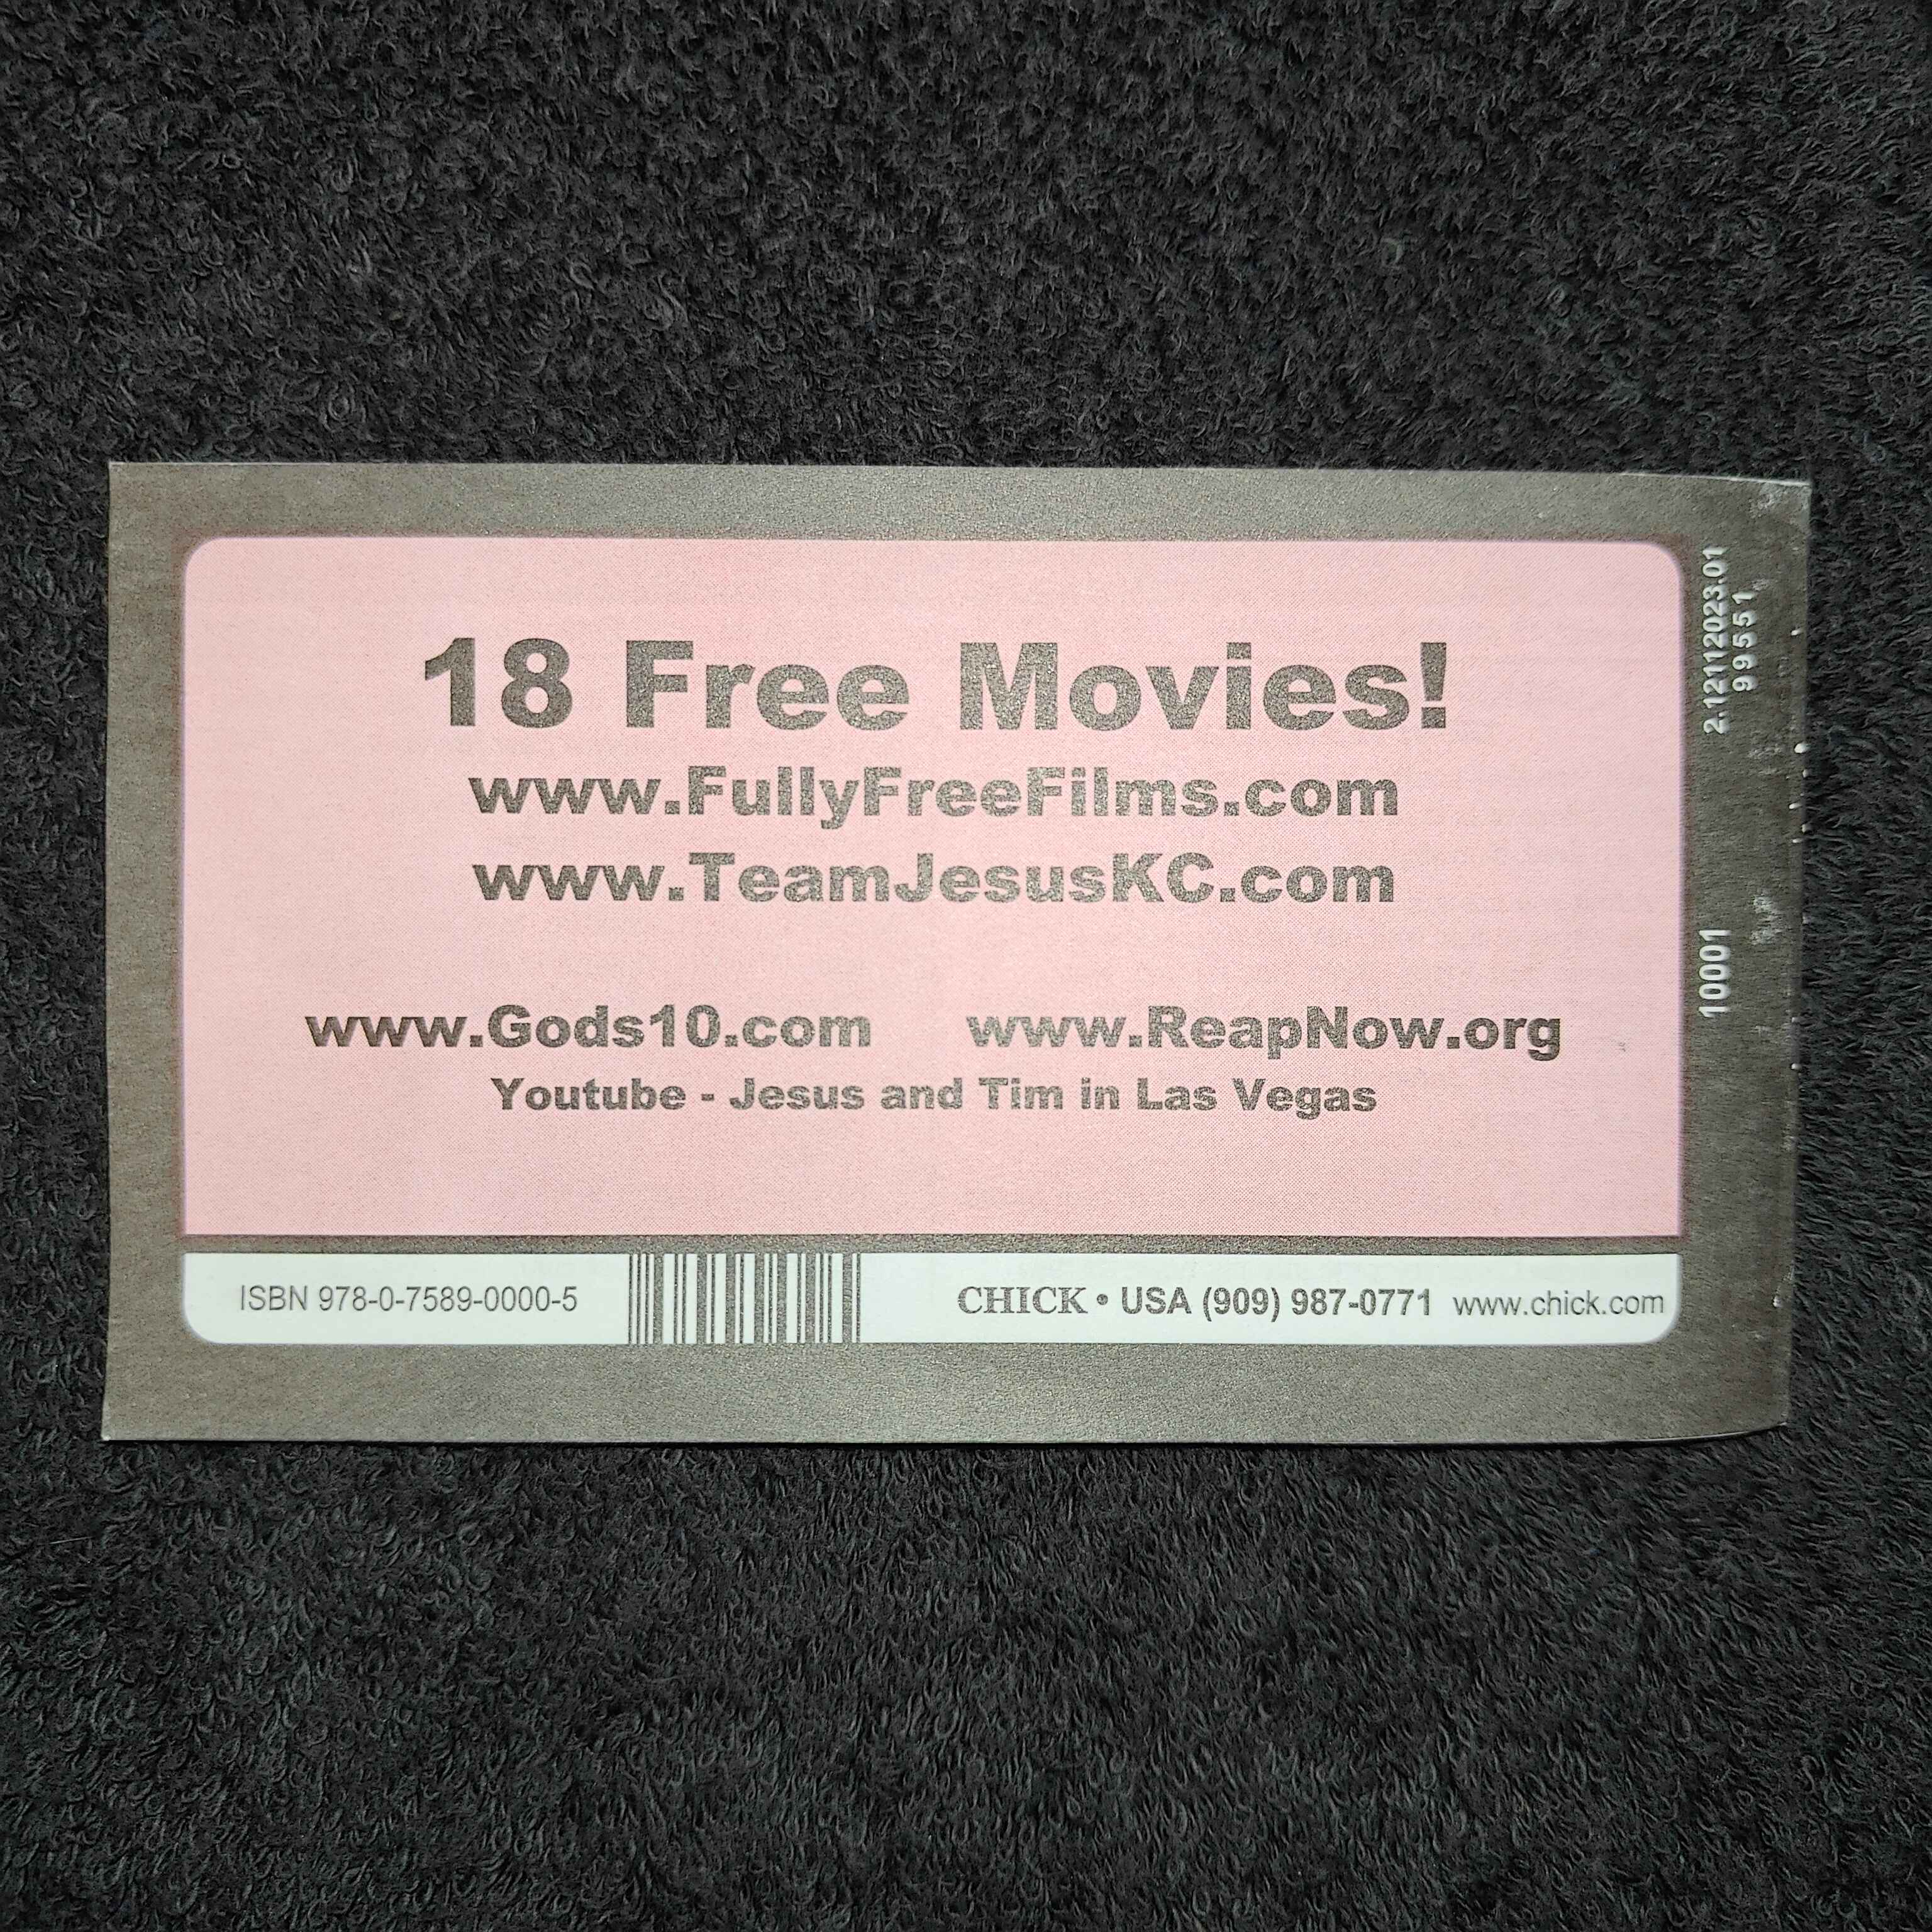 18 Free Movies!
www.FullyFreeFilms.com
www.TeamJesusKC.com
www.Gods10.com www.ReapNow.org
Youtube - Jesus and Tim in Las Vegas
ISBN 978-0-7589-0000-5 CHICK • USA (909) 987-0771 www.chick.com
2.12112023.01
99551
10001